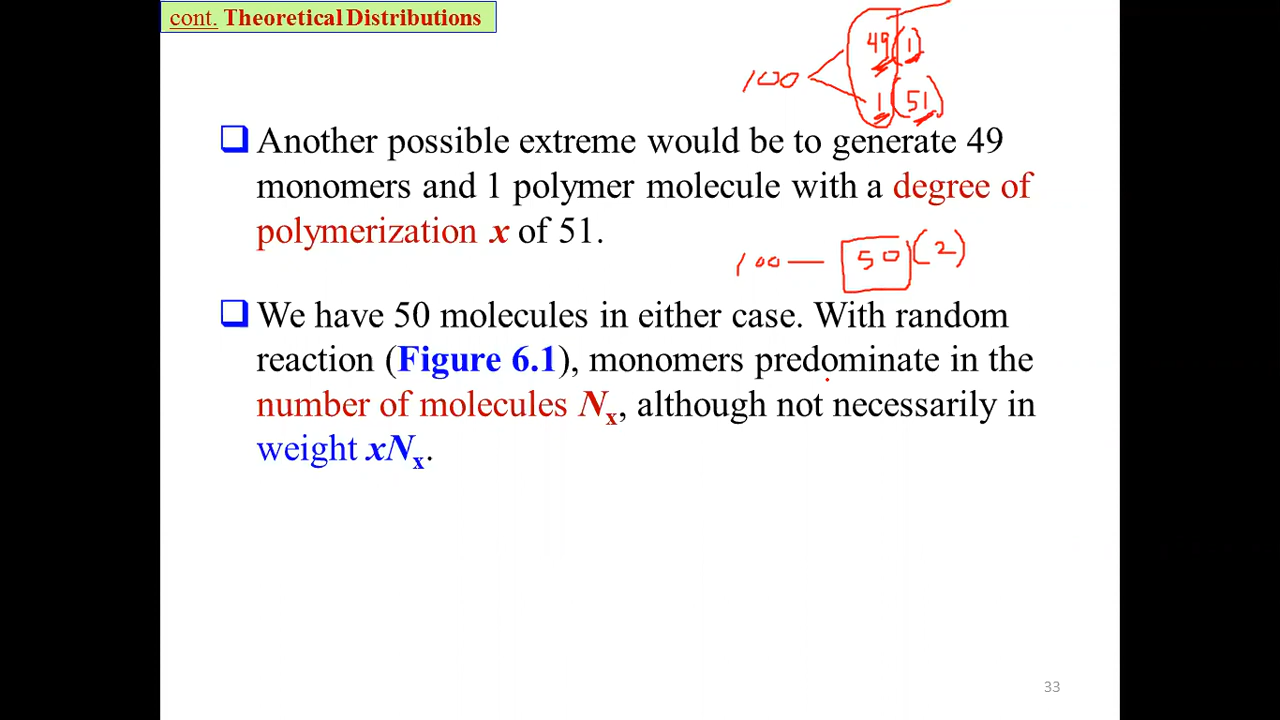 cont. Theoretical Distributions
49 (1)
100
1 (51)
Another possible extreme would be to generate 49
monomers and 1 polymer molecule with a degree of
polymerization x of 51.
100 — 50 (2)
We have 50 molecules in either case. With random
reaction (Figure 6.1), monomers predominate in the
number of molecules Nx, although not necessarily in
weight xNx.
33